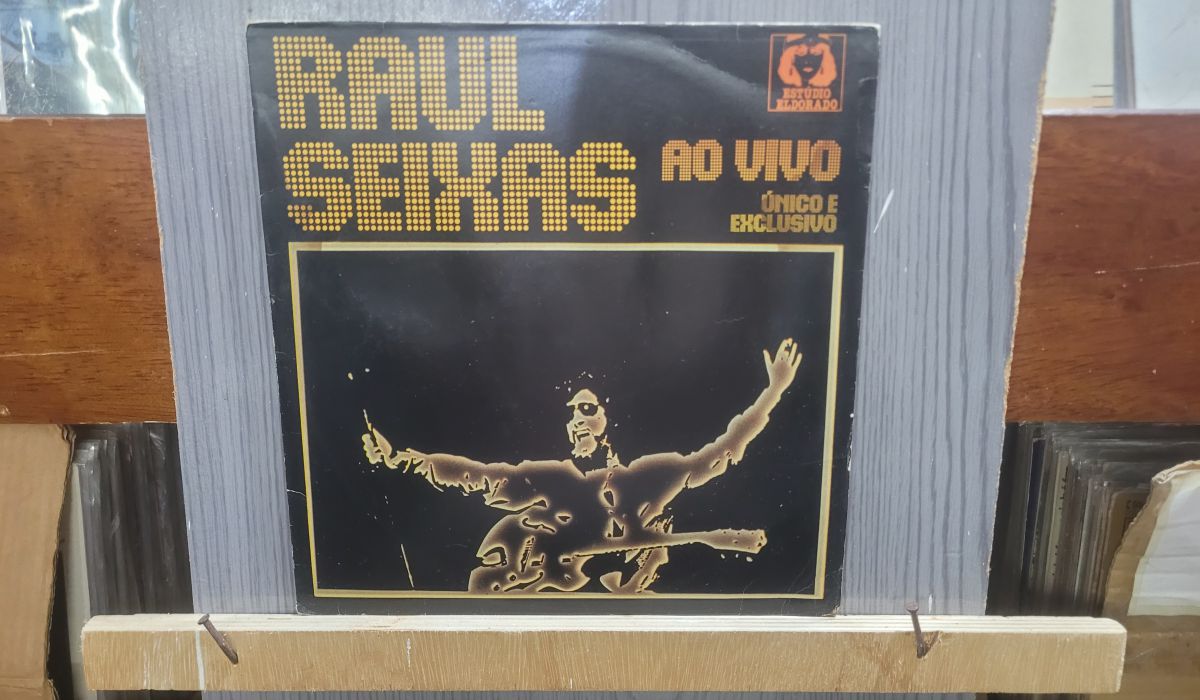 RAUL
SEIXAS
ESTÚDIO
ELDORADO
AO VIVO
ÚNICO E
EXCLUSIVO